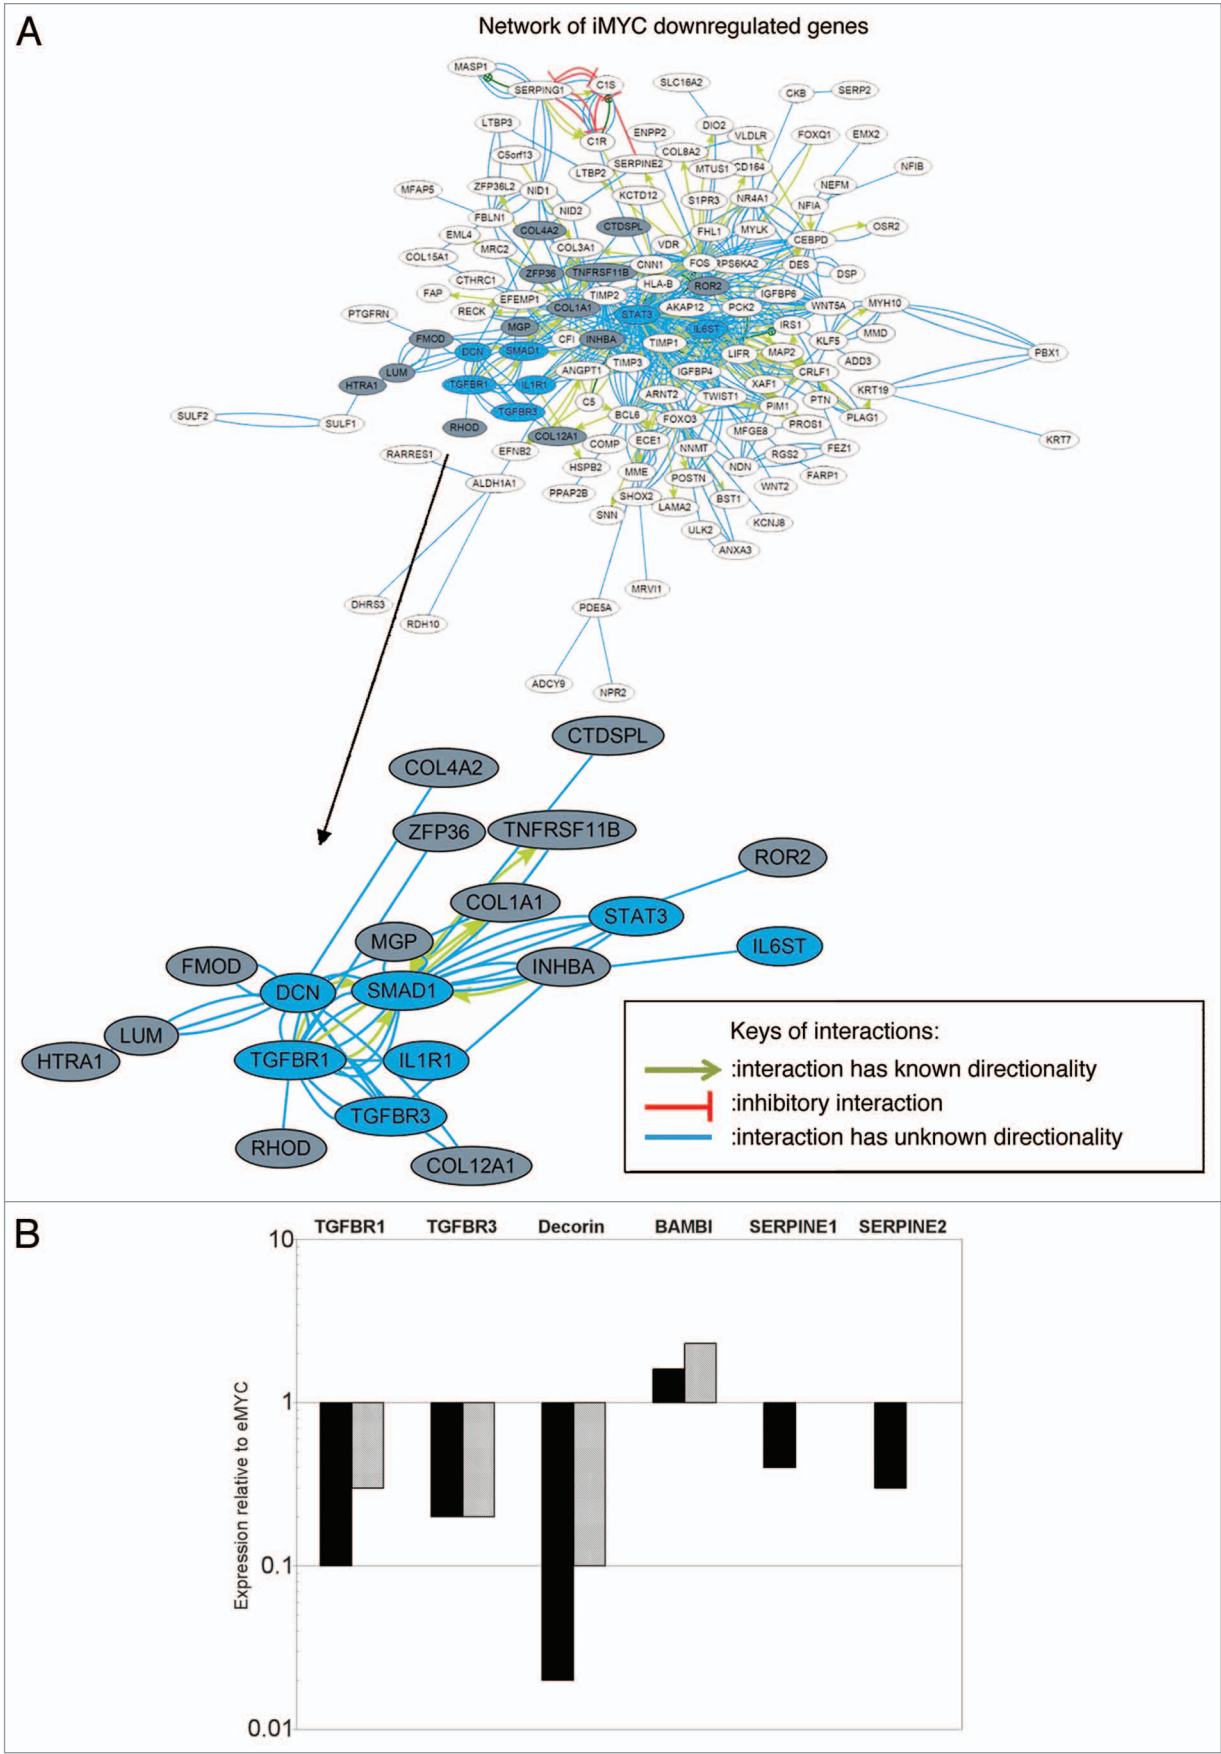 A
Network of iMYC downregulated genes
MASP1
SERPING1
C1S
SLC16A2
CKB
SERP2
LTBP3
C1R
ENPP2
DIO2
VLDLR
FOXQ1
EMX2
C5orf13
LTBP2
SERPINE2
COL8A2
MTUS1
CD164
NFIB
MFAP5
ZFP36L2
NID1
KCTD12
S1PR3
NR4A1
NEFM
NFIA
FBLN1
NID2
EML4
COL4A2
CTDSPL
FHL1
MYLK
CEBPD
OSR2
COL15A1
MRC2
COL3A1
VDR
CTHRC1
ZFP36
TNFRSF11B
CNN1
FOS
RPS6KA2
DES
DSP
FAP
EFEMP1
TIMP2
HLA-B
ROR2
IGFBP6
PTGFRN
RECK
COL1A1
STAT3
AKAP12
PCK2
WNT5A
MYH10
FMOD
MGP
CFI
INHBA
TIMP1
IL6ST
IRS1
KLF5
MMD
PBX1
DCN
SMAD1
TIMP3
LIFR
MAP2
ADD3
HTRA1
LUM
TGFBR1
IL1R1
ANGPT1
IGFBP4
XAF1
CRLF1
KRT19
SULF2
SULF1
TGFBR3
C5
ARNT2
TWIST1
PIM1
PTN
PLAG1
RHOD
COL12A1
BCL6
FOXO3
MFGE8
PROS1
KRT7
RARRES1
EFNB2
COMP
ECE1
NNMT
NDN
RGS2
FEZ1
ALDH1A1
HSPB2
MME
POSTN
WNT2
FARP1
PPAP2B
SHOX2
LAMA2
BST1
SNN
ULK2
KCNJ8
ANXA3
DHRS3
RDH10
MRVI1
PDE5A
ADCY9
NPR2
CTDSPL
COL4A2
ZFP36
TNFRSF11B
ROR2
COL1A1
STAT3
MGP
IL6ST
FMOD
INHBA
DCN
SMAD1
LUM
HTRA1
TGFBR1
IL1R1
TGFBR3
RHOD
COL12A1
Keys of interactions:
:interaction has known directionality
:inhibitory interaction
:interaction has unknown directionality
B
TGFBR1 TGFBR3 Decorin BAMBI SERPINE1 SERPINE2
10
1
0.1
0.01
Expression relative to eMYC